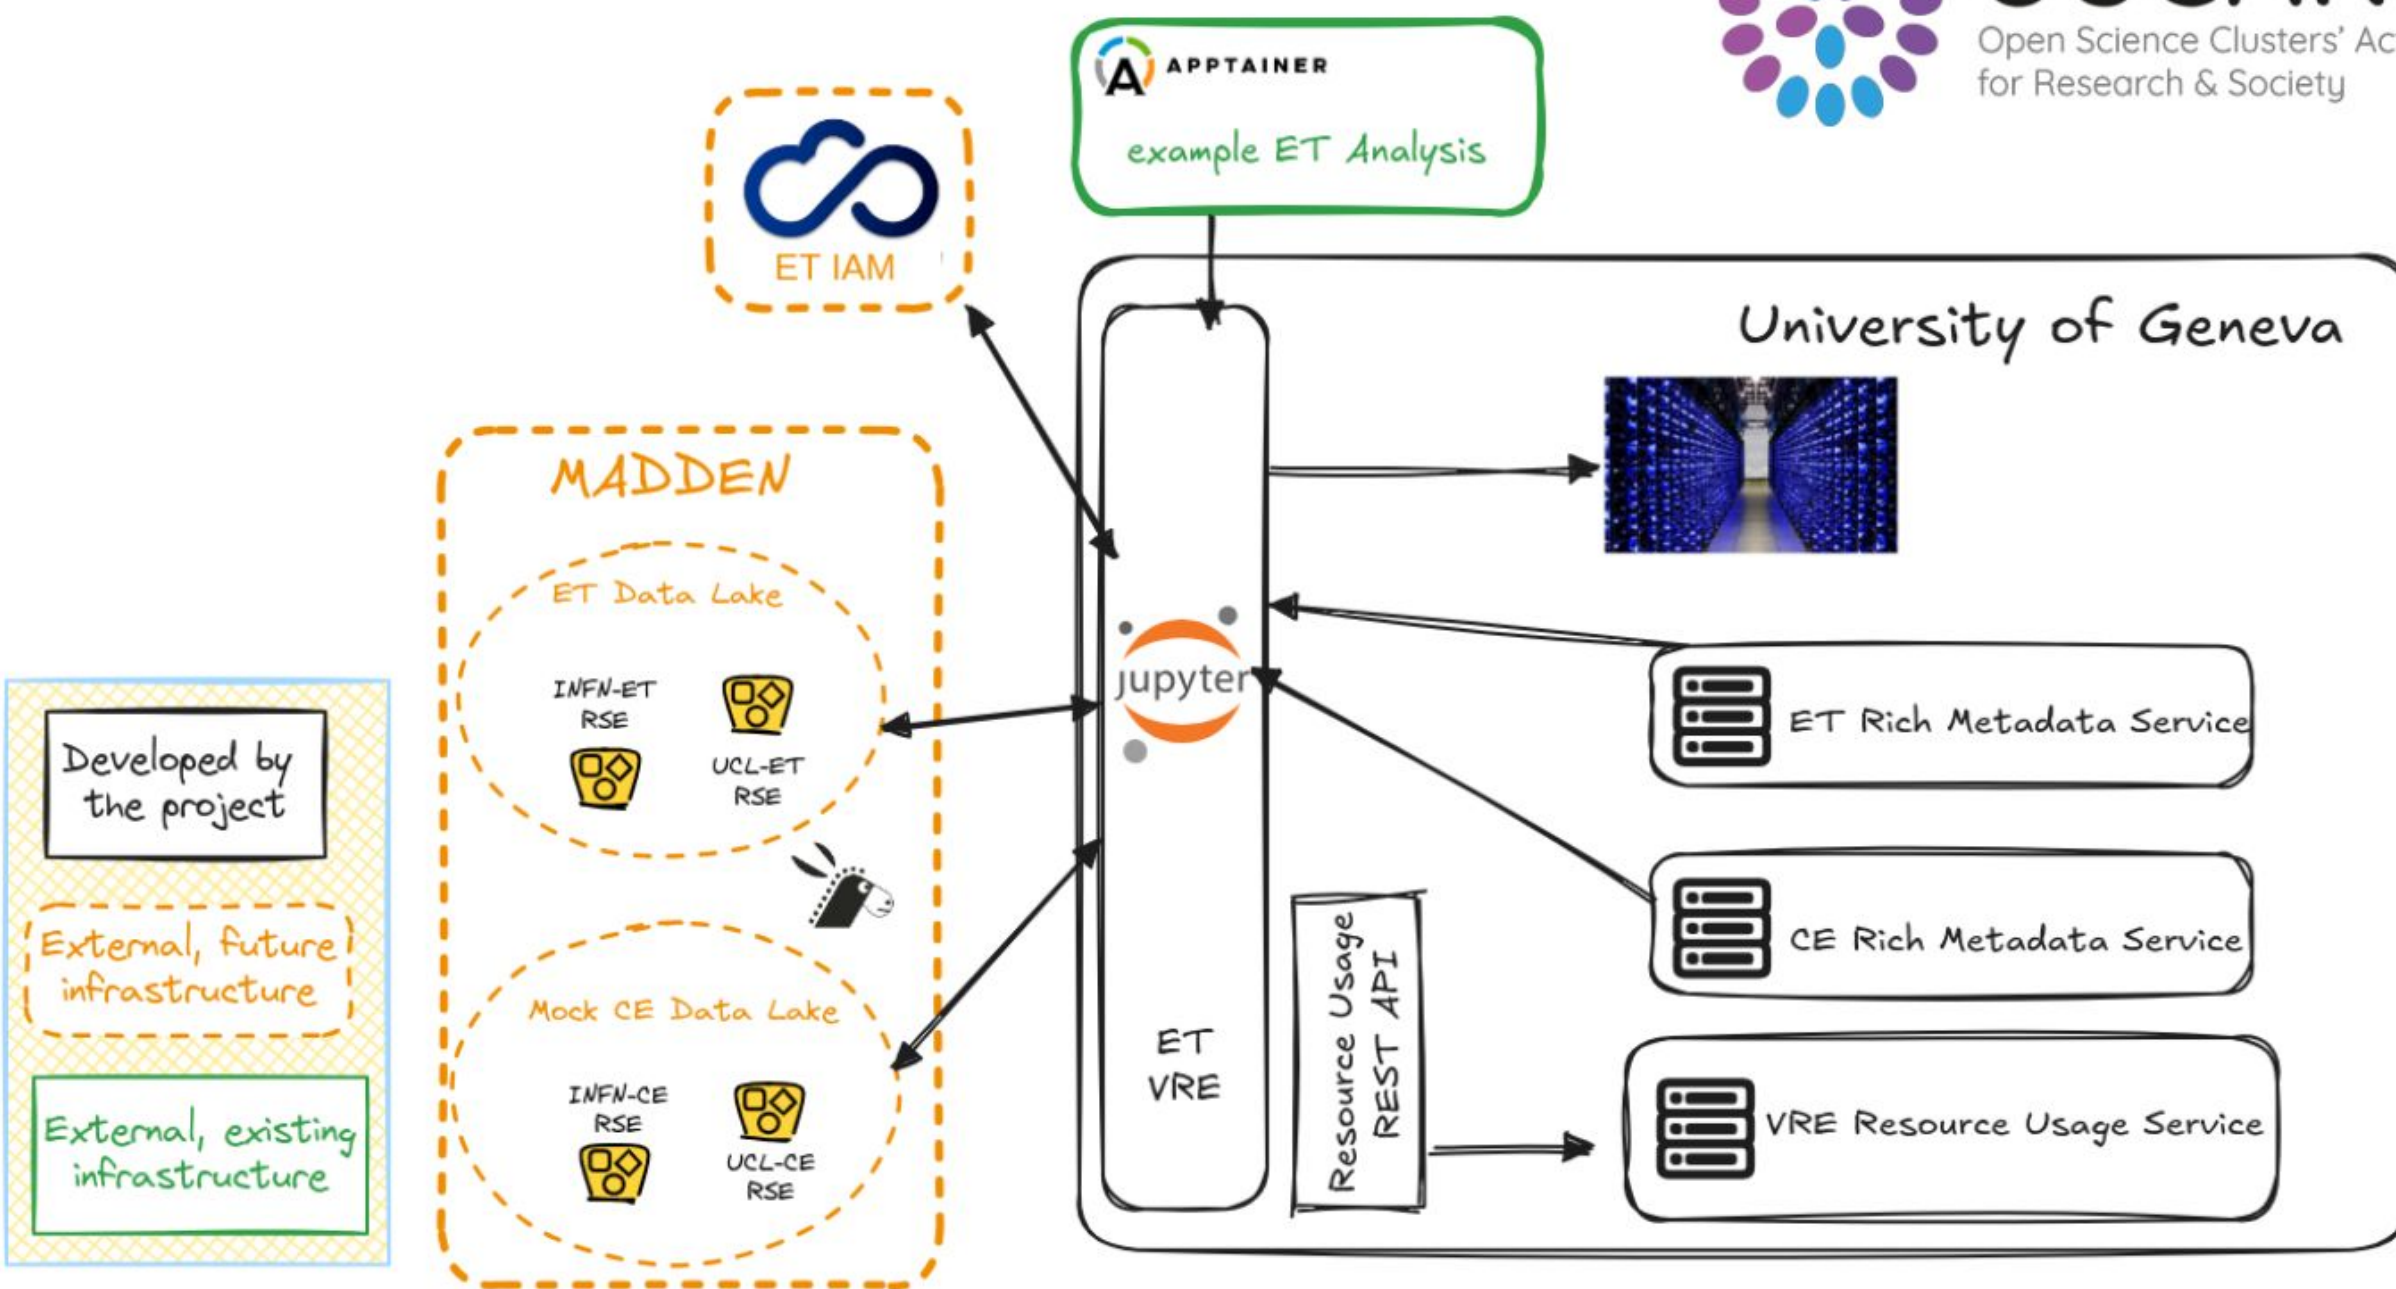 APPTAINER
example ET Analysis
Open Science Clusters'
for Research & Society
ET IAM
University of Geneva
MADDEN
ET Data Lake
INFN-ET
RSE
UCL-ET
RSE
Mock CE Data Lake
INFN-CE
RSE
UCL-CE
RSE
jupyter
ET
VRE
Resource Usage
REST API
ET Rich Metadata Service
CE Rich Metadata Service
VRE Resource Usage Service
Developed by
the project
External, future
infrastructure
External, existing
infrastructure